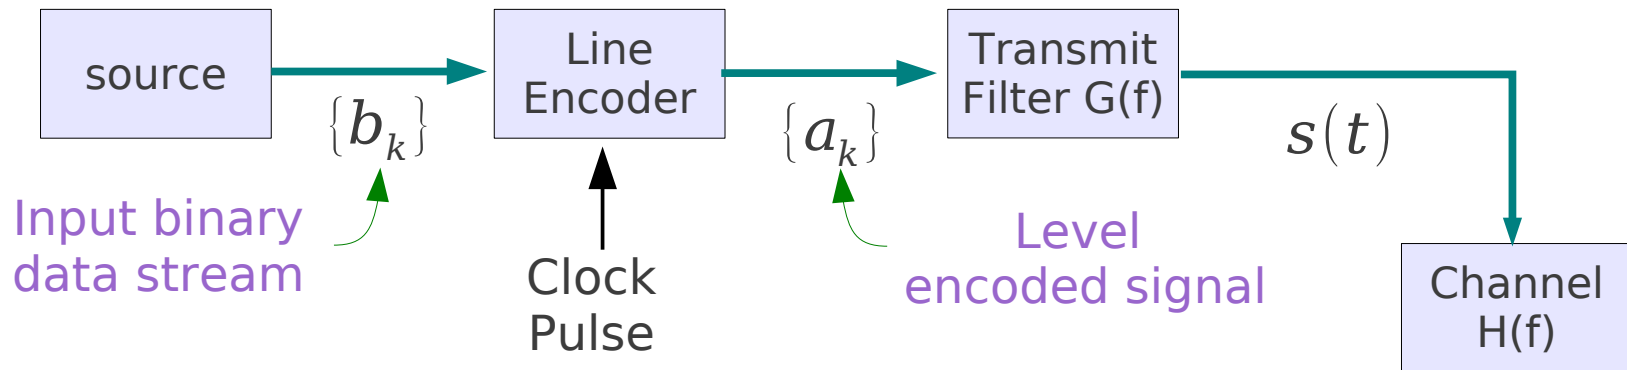 source
{b_k}
Input binary
data stream
Line
Encoder
Clock
Pulse
{a_k}
Level
encoded signal
Transmit
Filter G(f)
s(t)
Channel
H(f)